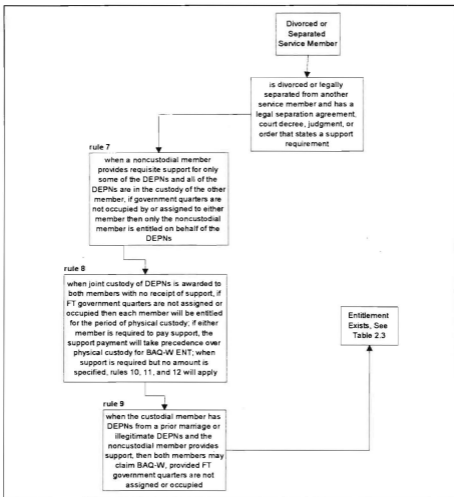 Divorced or
Separated
Service Member
is divorced or legally
separated from another
service member and has a
legal separation agreement,
court decree, judgment, or
order that states a support
requirement
rule 7
when a noncustodial member
provides requisite support for only
some of the DEPNs and all of the
DEPNs are in the custody of the other
member, if government quarters are
not occupied by or assigned to either
member then only the noncustodial
member is entitled on behalf of the
DEPNs
rule 8
when joint custody of DEPNs is awarded to
both members with no receipt of support, if
FT government quarters are not assigned or
occupied then each member will be entitled
for the period of physical custody; if either
member is required to pay support, the
support payment will take precedence over
physical custody for BAQ-W ENT; when
support is required but no amount is
specified, rules 10, 11, and 12 will apply
Entitlement
Exists, See
Table 2.3
rule 9
when the custodial member has
DEPNs from a prior marriage or
illegitimate DEPNs and the
noncustodial member provides
support, then both members may
claim BAQ-W, provided FT
government quarters are not
assigned or occupied